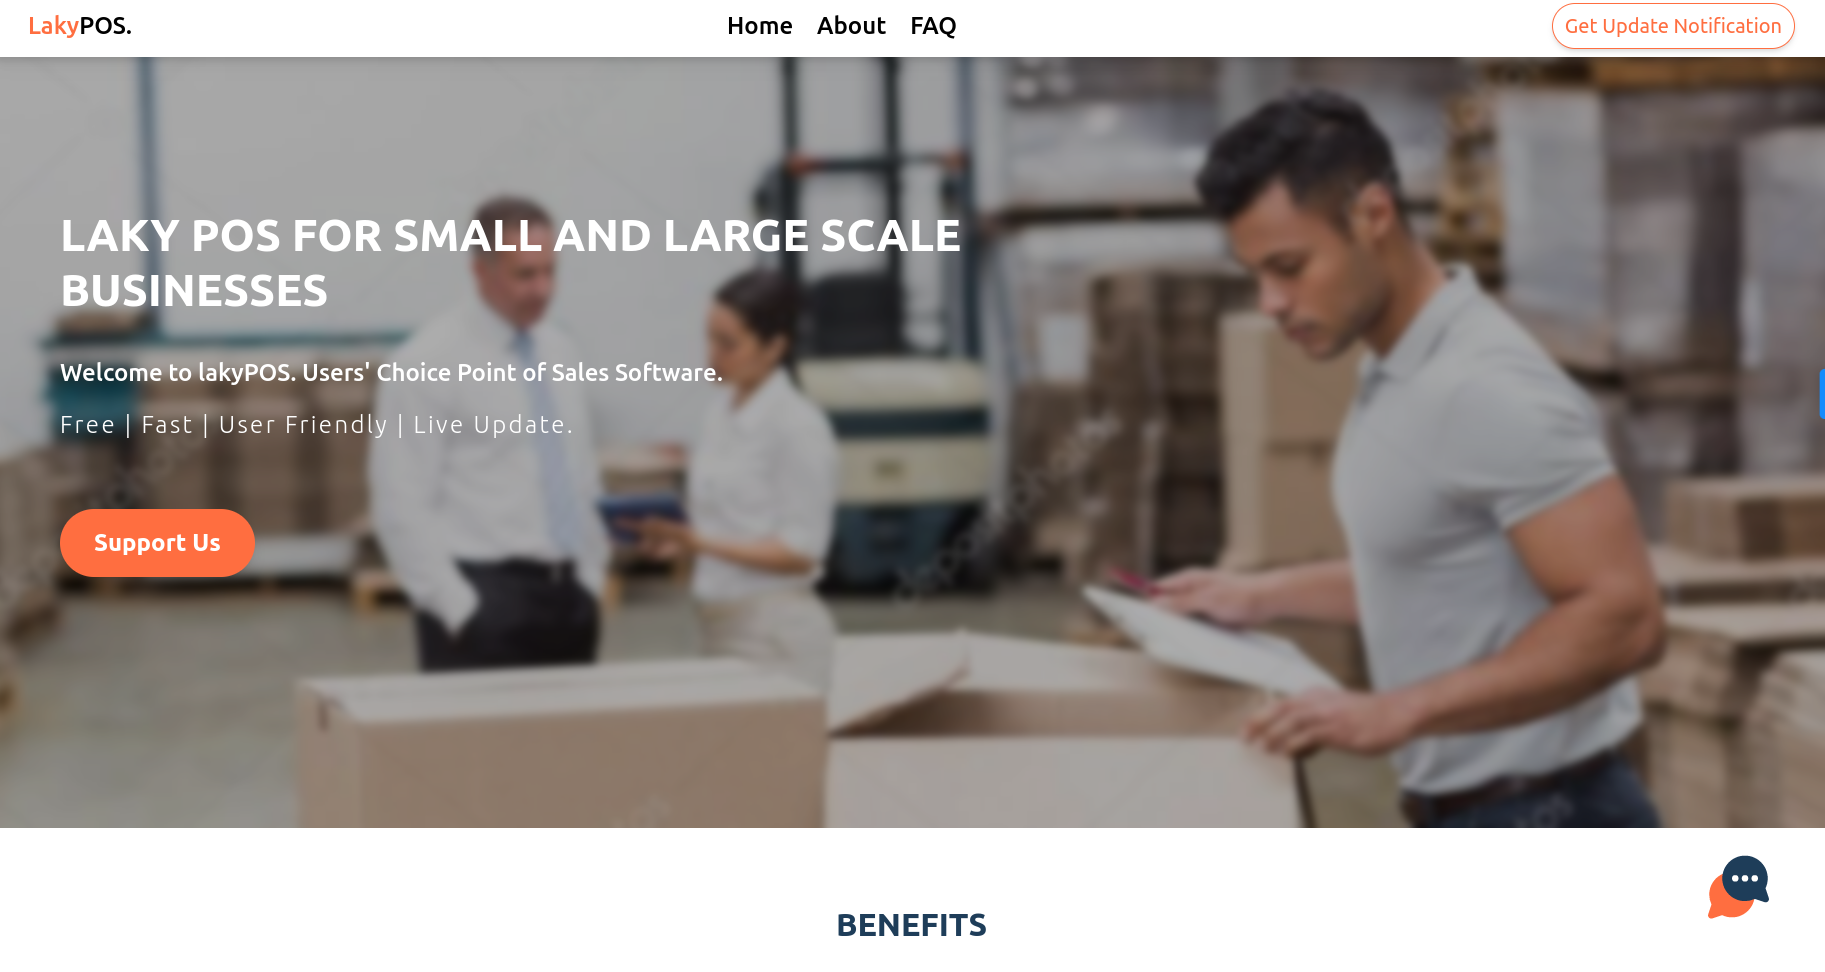 LakyPOS.
Home About FAQ
Get Update Notification
LAKY POS FOR SMALL AND LARGE SCALE
BUSINESSES
Welcome to lakyPOS. Users' Choice Point of Sales Software.
Free | Fast | User Friendly | Live Update.
Support Us
BENEFITS